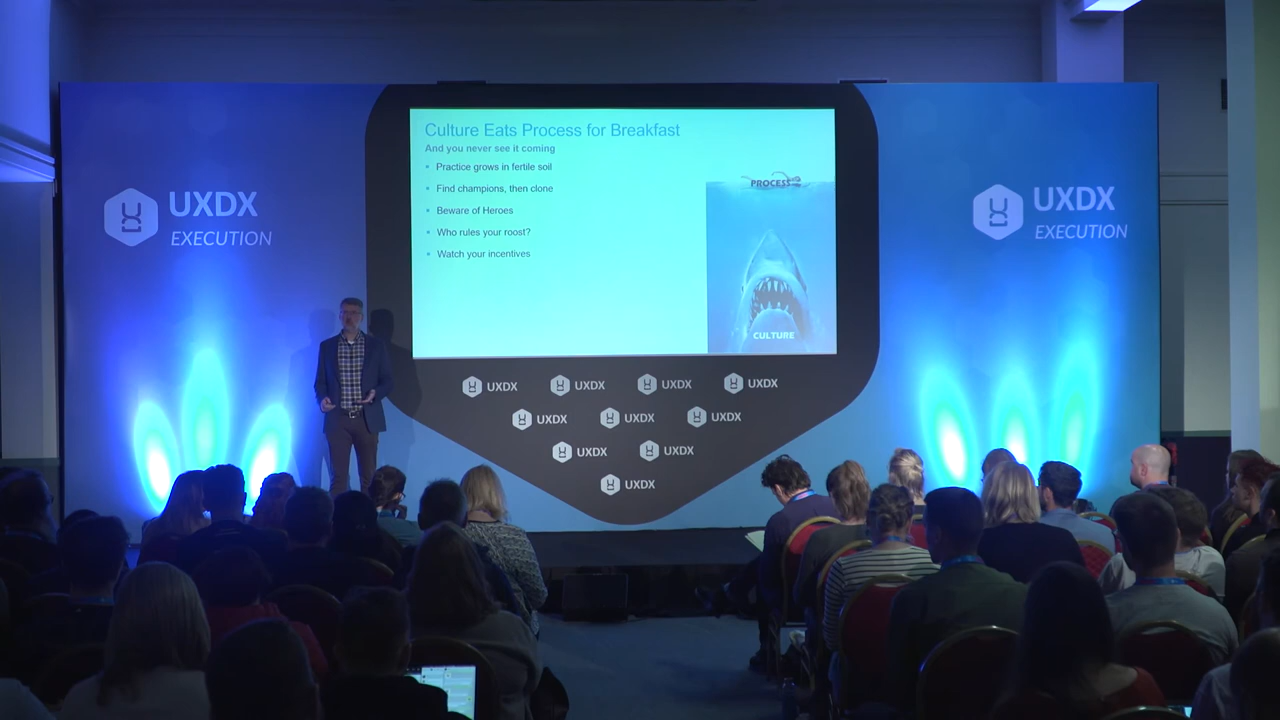 Culture Eats Process for Breakfast
And you never see it coming
• Practice grows in fertile soil
• Find champions, then clone
• Beware of Heroes
• Who rules your roost?
• Watch your incentives
PROCESS
CULTURE
UXDX
EXECUTION
UXDX
EXECUTION
UXDX
UXDX
UXDX
UXDX
UXDX
UXDX
UXDX
UXDX
UXDX
UXDX